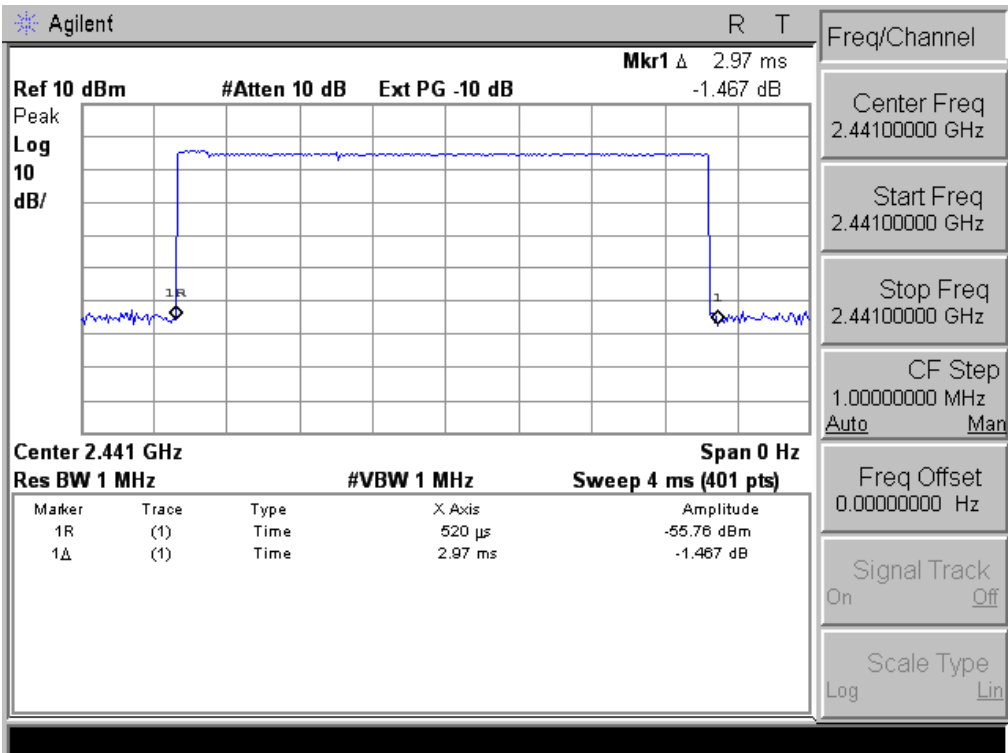 Agilent R T
Mkr1 Δ 2.97 ms
Ref 10 dBm #Atten 10 dB Ext PG -10 dB -1.467 dB
Peak
Log
10
dB/
1R
1
Center 2.441 GHz Span 0 Hz
Res BW 1 MHz #VBW 1 MHz Sweep 4 ms (401 pts)
Marker Trace Type X Axis Amplitude
1R (1) Time 520 µs -55.76 dBm
1Δ (1) Time 2.97 ms -1.467 dB
Freq/Channel
Center Freq
2.44100000 GHz
Start Freq
2.44100000 GHz
Stop Freq
2.44100000 GHz
CF Step
1.00000000 MHz
Auto Man
Freq Offset
0.00000000 Hz
Signal Track
On Off
Scale Type
Log Lin